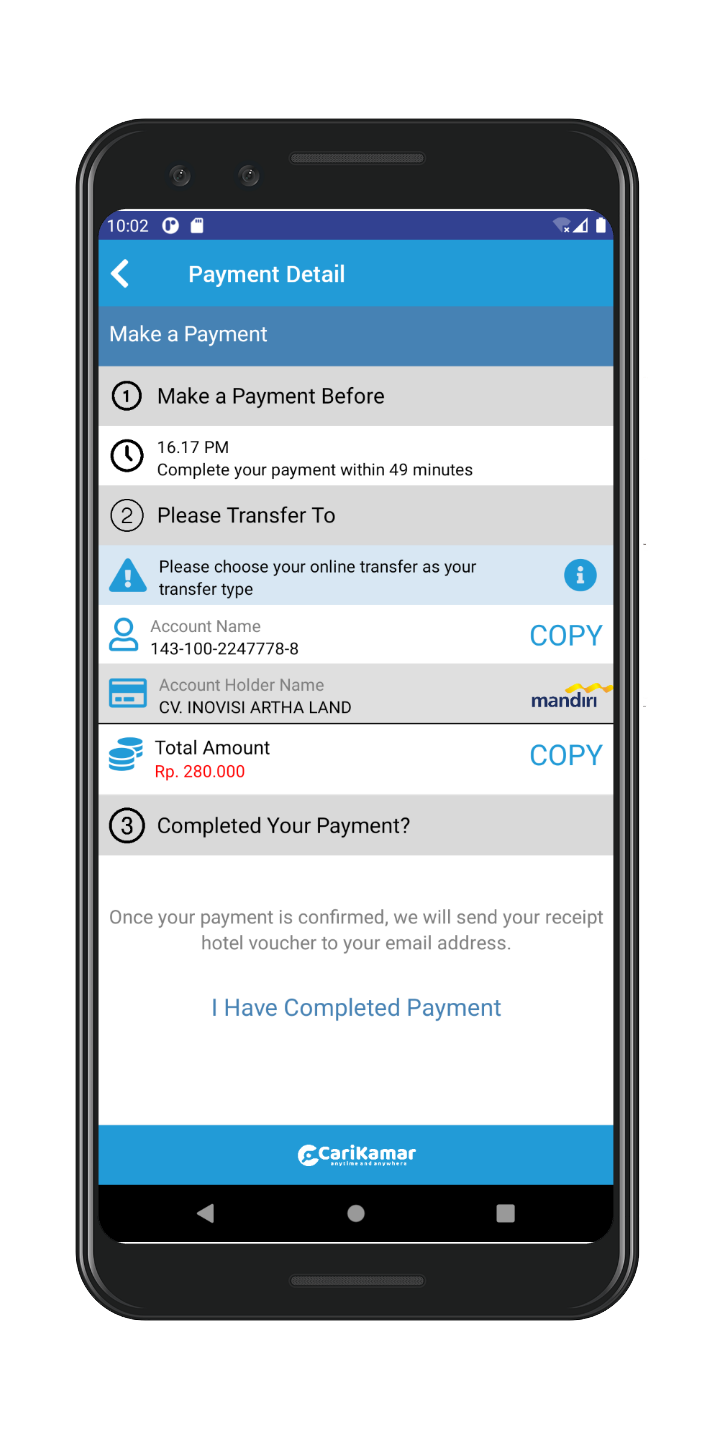 10:02
Payment Detail
Make a Payment
1 Make a Payment Before
16.17 PM
Complete your payment within 49 minutes
2 Please Transfer To
Please choose your online transfer as your
transfer type
Account Name
143-100-2247778-8
COPY
Account Holder Name
CV. INOVISI ARTHA LAND
mandırı
Total Amount
Rp. 280.000
COPY
3 Completed Your Payment?
Once your payment is confirmed, we will send your receipt
hotel voucher to your email address.
I Have Completed Payment
CariKamar
anytime and anywhere